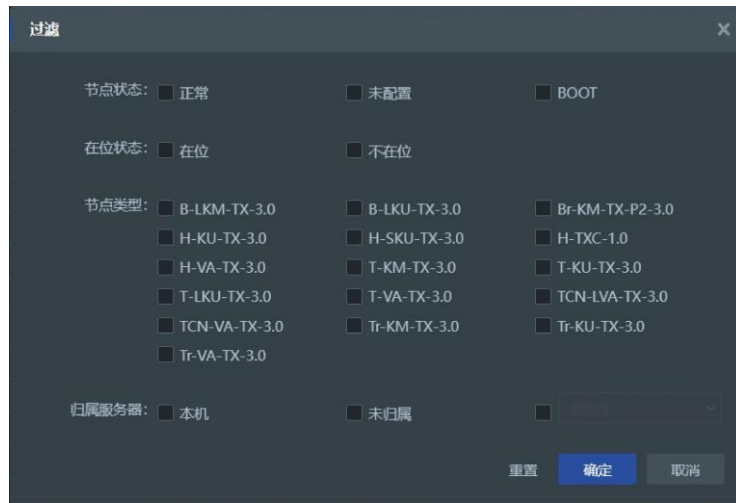 过滤
节点状态： 正常 未配置 BOOT
在位状态： 在位 不在位
节点类型： B-LKM-TX-3.0 B-LKU-TX-3.0 Br-KM-TX-P2-3.0
H-KU-TX-3.0 H-SKU-TX-3.0 H-TXC-1.0
H-VA-TX-3.0 T-KM-TX-3.0 T-KU-TX-3.0
T-LKU-TX-3.0 T-VA-TX-3.0 TCN-LVA-TX-3.0
TCN-VA-TX-3.0 Tr-KM-TX-3.0 Tr-KU-TX-3.0
Tr-VA-TX-3.0
归属服务器： 本机 未归属
重置 确定 取消